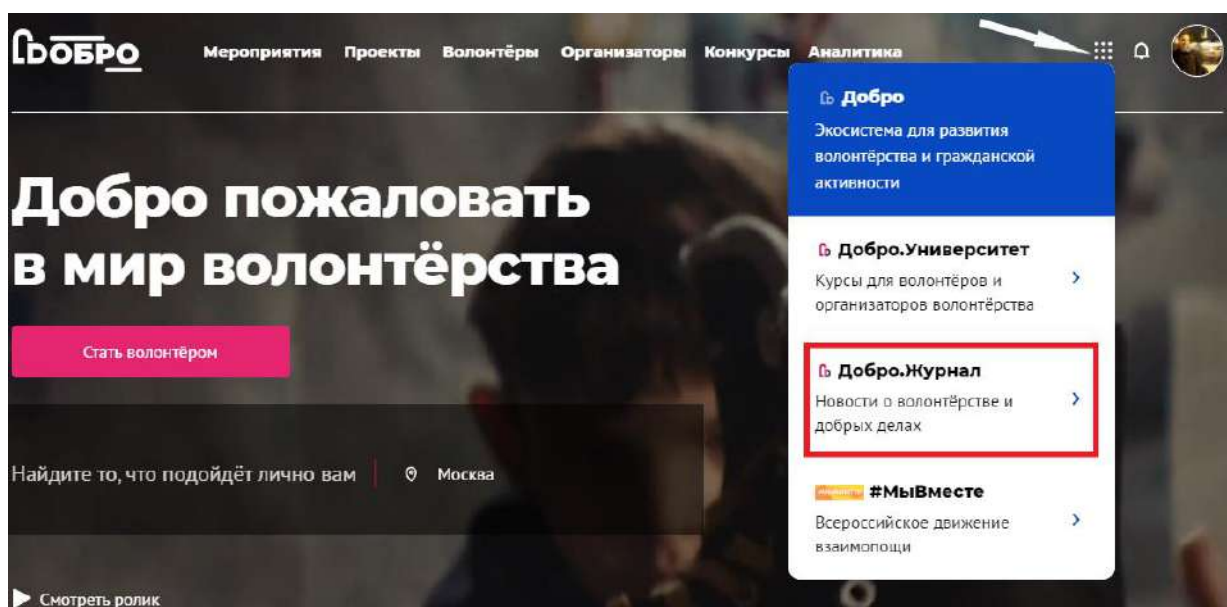 ДОБРО
Мероприятия Проекты Волонтёры Организаторы Конкурсы Аналитика
Добро
Экосистема для развития
волонтёрства и гражданской
активности
Добро пожаловать
в мир волонтёрства
Стать волонтёром
Найдите то, что подойдёт лично вам
Москва
Смотреть ролик
Добро.Университет
Курсы для волонтёров и
организаторов волонтёрства
Добро.Журнал
Новости о волонтёрстве и
добрых делах
#МыВместе
Всероссийское движение
взаимопощи